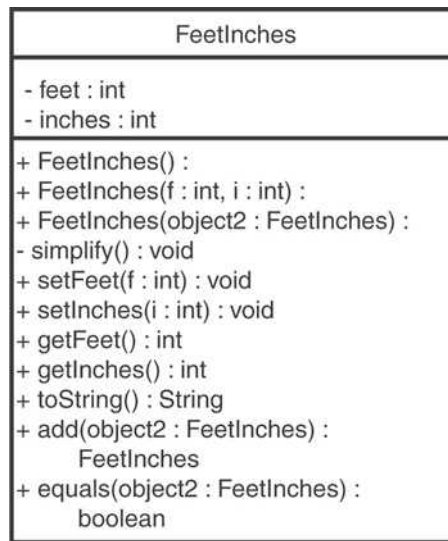 FeetInches
- feet : int
- inches : int
+ FeetInches() :
+ FeetInches(f : int, i : int) :
+ FeetInches(object2 : FeetInches) :
- simplify() : void
+ setFeet(f : int) : void
+ setInches(i : int) : void
+ getFeet() : int
+ getInches() : int
+ toString() : String
+ add(object2 : FeetInches) :
FeetInches
+ equals(object2 : FeetInches) :
boolean